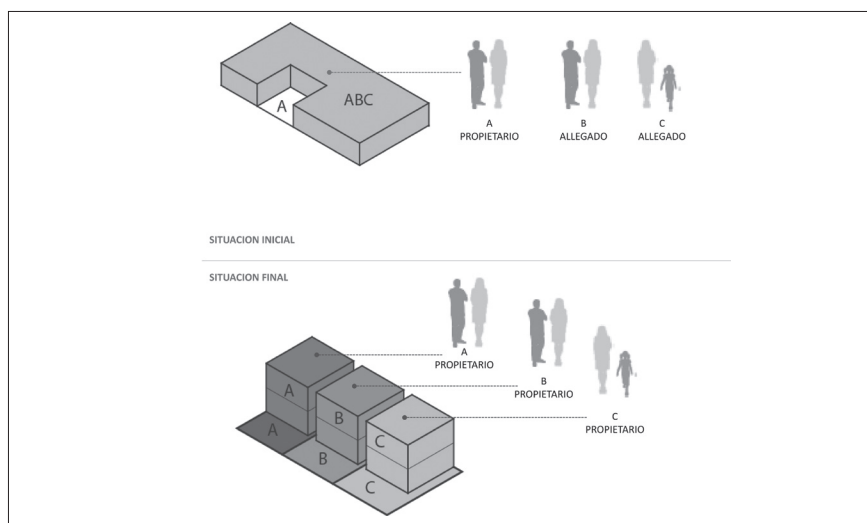 A
ABC
A
PROPIETARIO
B
ALLEGADO
C
ALLEGADO
SITUACION INICIAL
SITUACION FINAL
A
PROPIETARIO
B
PROPIETARIO
C
PROPIETARIO
A
B
C
A
B
C